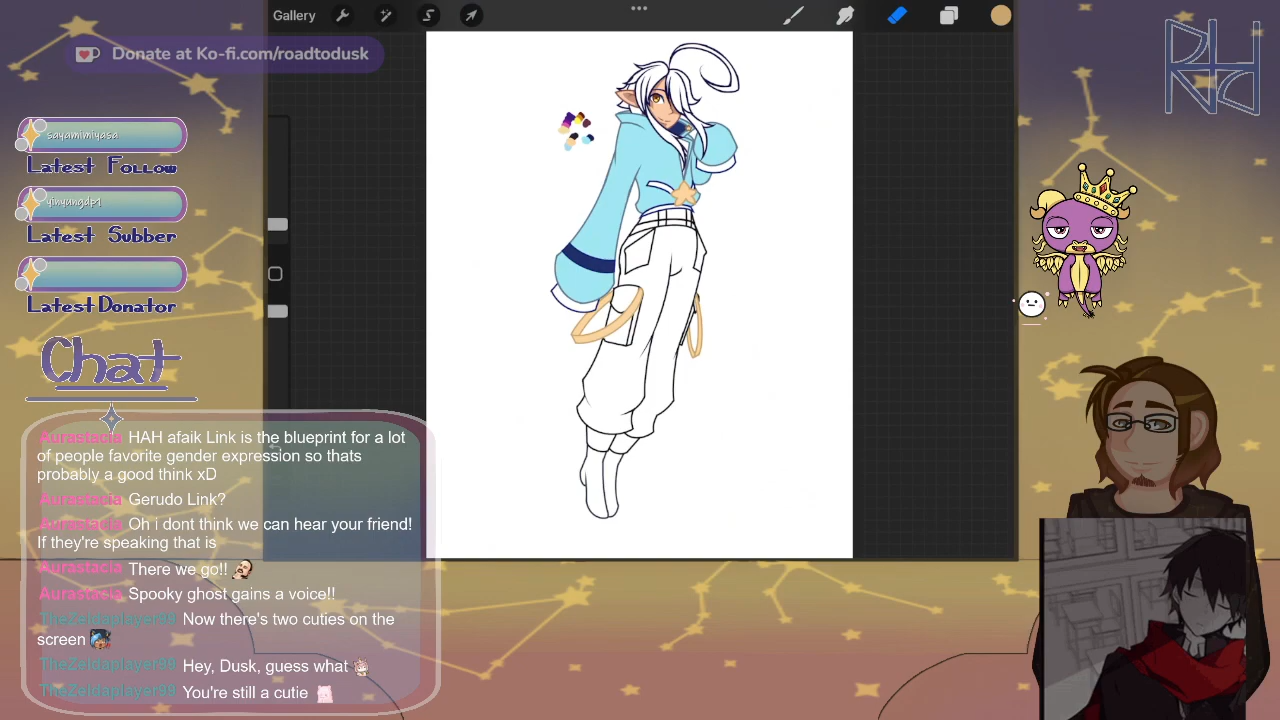 Gallery
Donate at Ko-fi.com/roadtodusk
sayamimiyasa
Latest Follow
yinyungdp1
Latest Subber
Latest Donator
Chat
Aurastacia HAH afaik Link is the blueprint for a lot
of people favorite gender expression so thats
probably a good think xD
Aurastacia Gerudo Link?
Aurastacia Oh i dont think we can hear your friend!
If they're speaking that is
Aurastacia There we go!!
Aurastacia Spooky ghost gains a voice!!
TheZeldaplayer99 Now there's two cuties on the
screen
TheZeldaplayer99 Hey, Dusk, guess what
TheZeldaplayer99 You're still a cutie